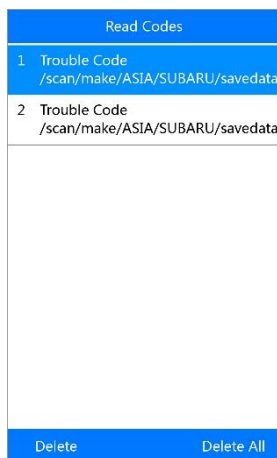 Read Codes
1 Trouble Code
/scan/make/ASIA/SUBARU/savedata
2 Trouble Code
/scan/make/ASIA/SUBARU/savedata
Delete Delete All